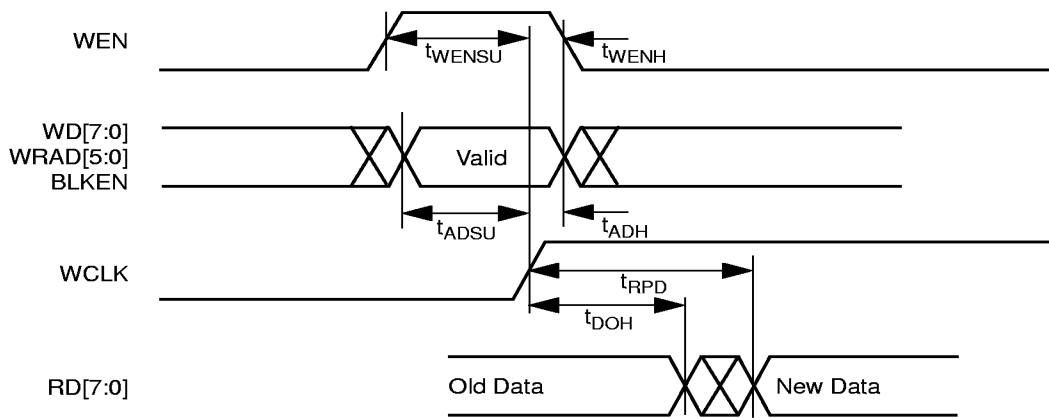 WEN
tWENSU
tWENH
WD[7:0]
WRAD[5:0]
BLKEN
Valid
tADSU
tADH
WCLK
tRPD
tDOH
RD[7:0]
Old Data
New Data